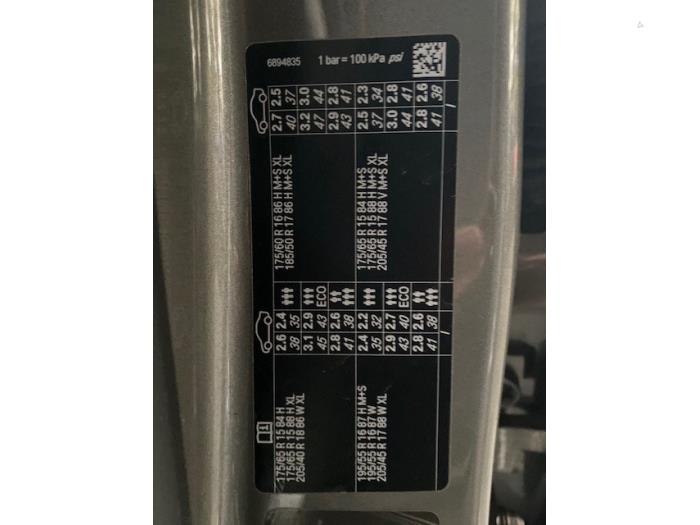 6894835 1 bar = 100 kPa psi
175/65 R 15 84 H 2.6 2.4 175/60 R 16 86 H M+S XL 2.7 2.5
175/65 R 15 88 H XL 38 35 185/50 R 17 86 H M+S XL 40 37
205/40 R 18 86 W XL 3.1 2.9 3.2 3.0
45 43 ECO 47 44
2.8 2.6 2.9 2.8
41 38 43 41
195/55 R 16 87 H M+S 2.4 2.2 175/65 R 15 84 H M+S 2.5 2.3
195/55 R 16 87 W 35 32 175/65 R 15 88 H M+S XL 37 34
205/45 R 17 88 W XL 2.9 2.7 205/45 R 17 88 V M+S XL 3.0 2.8
43 40 ECO 44 41
2.8 2.6 2.8 2.6
41 38 41 38
/ /